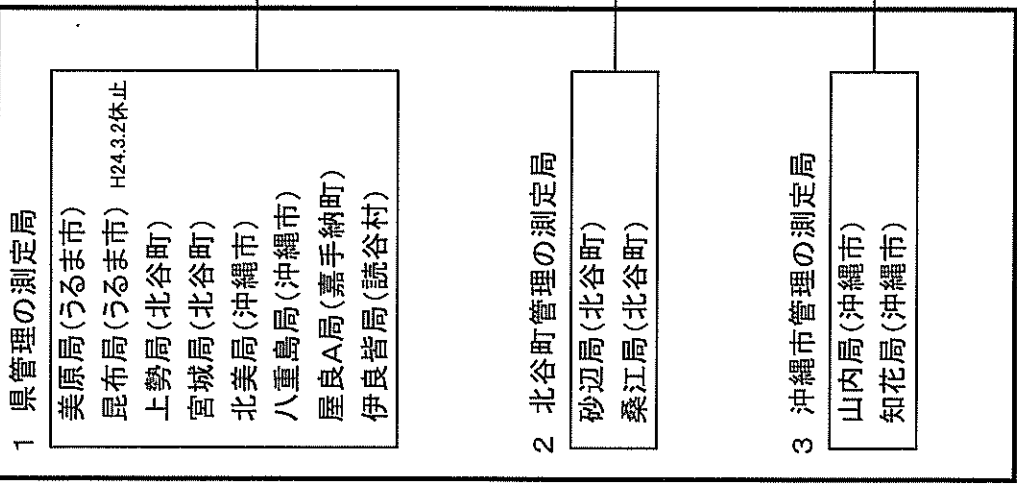 1 県管理の測定局
美原局(うるま市)
昆布局(うるま市) H24.3.2休止
上勢局(北谷町)
宮城局(北谷町)
北美局(沖縄市)
八重島局(沖縄市)
屋良A局(嘉手納町)
伊良皆局(読谷村)
2 北谷町管理の測定局
砂辺局(北谷町)
桑江局(北谷町)
3 沖縄市管理の測定局
山内局(沖縄市)
知花局(沖縄市)